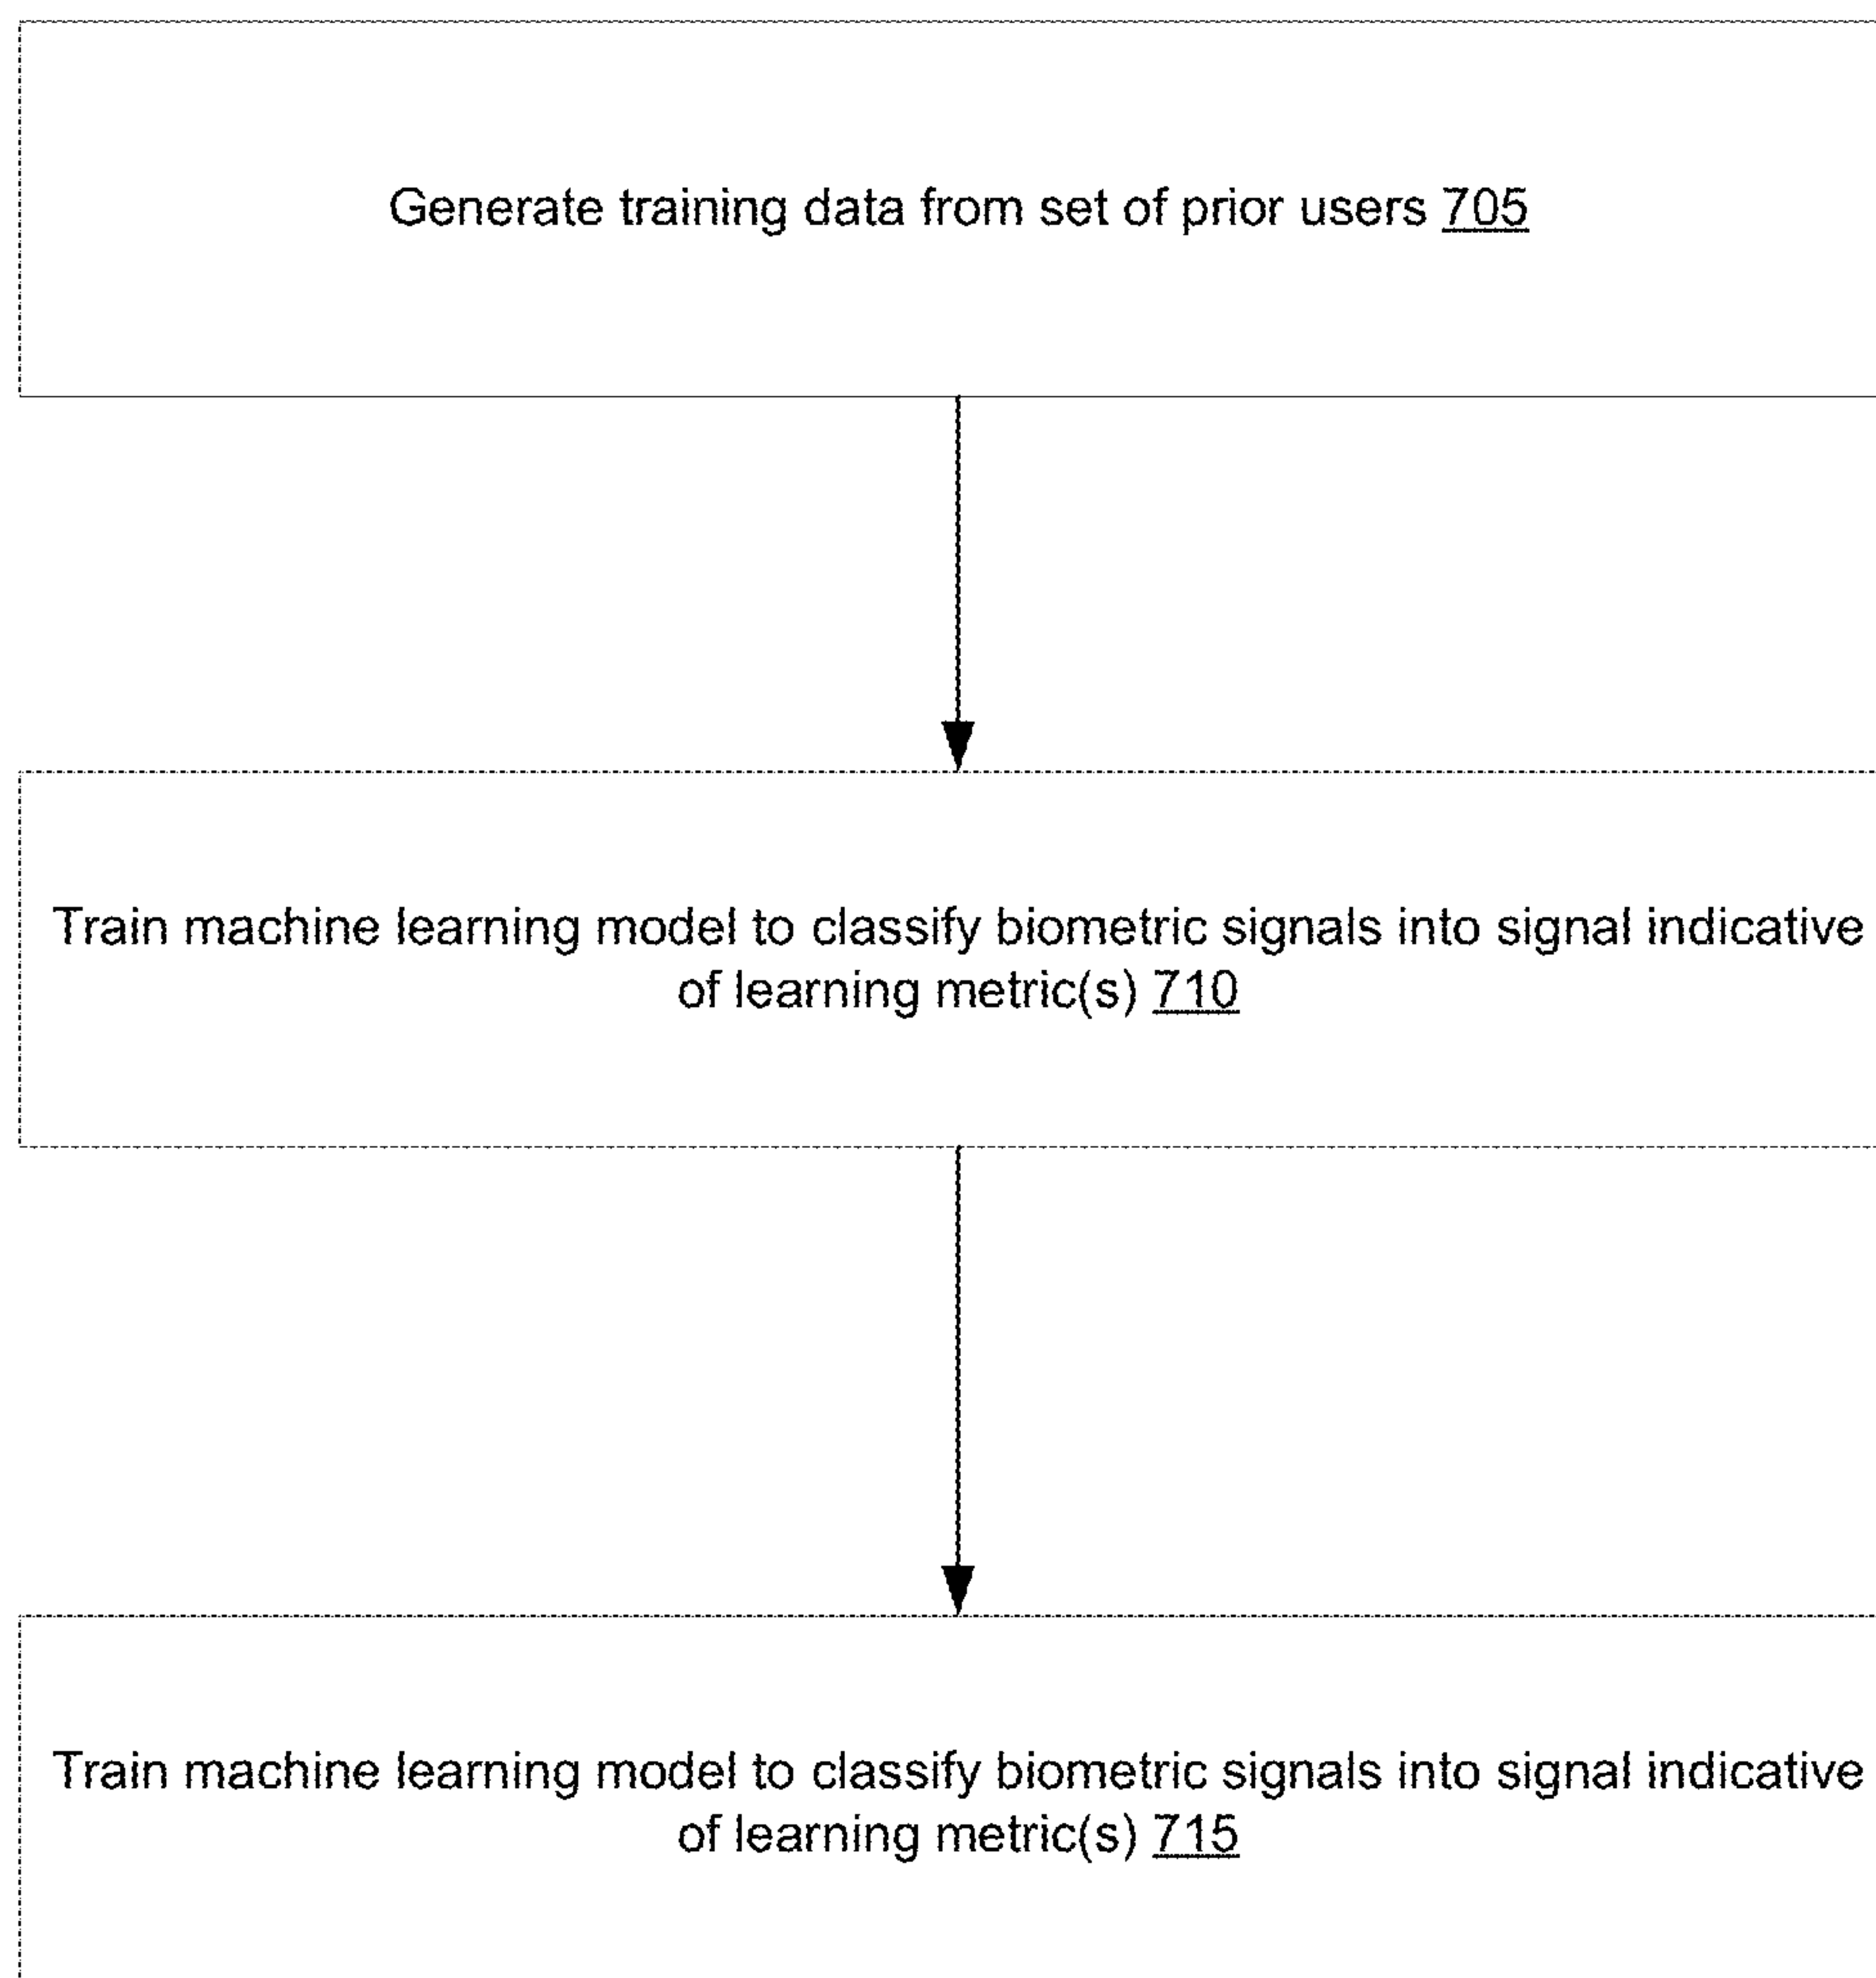 Generate training data from set of prior users 705
Train machine learning model to classify biometric signals into signal indicative
of learning metric(s) 710
Train machine learning model to classify biometric signals into signal indicative
of learning metric(s) 715